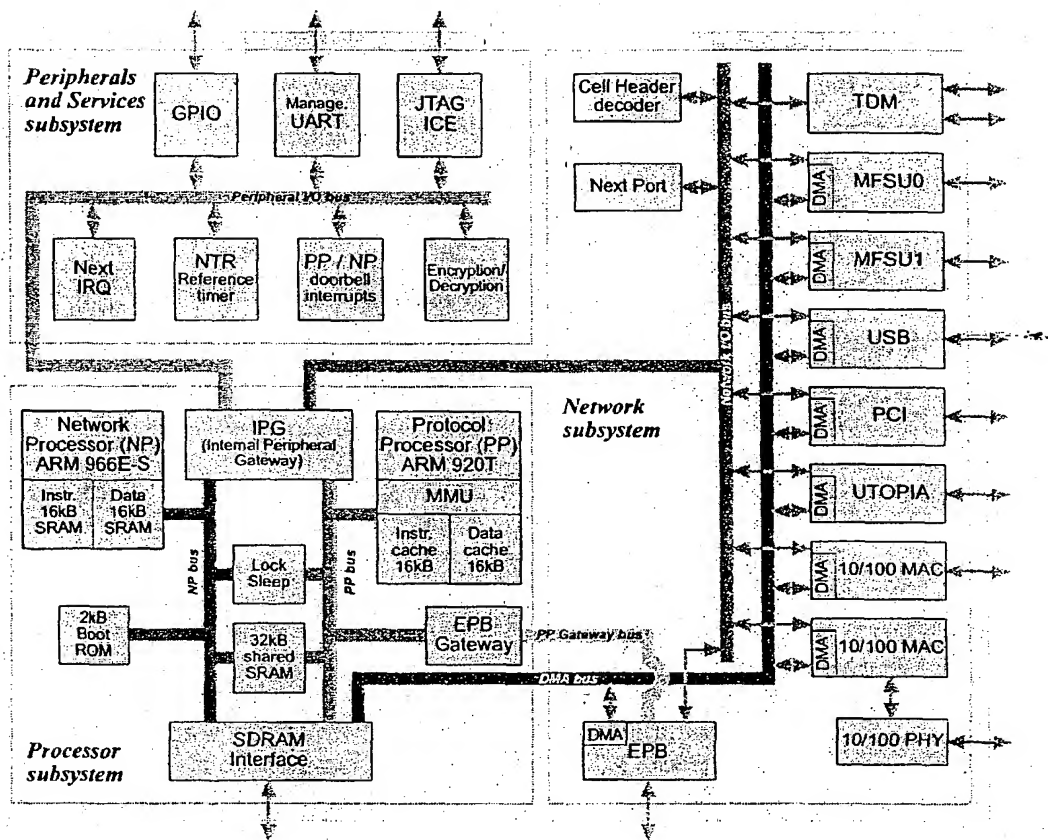 Peripherals
and Services
subsystem
GPIO
Manage.
UART
JTAG
ICE
Peripheral I/O bus
Next
IRQ
NTR
Reference
timer
PP / NP
doorbell
interrupts
Encryption/
Decryption
Cell Header
decoder
Next Port
Network I/O bus
TDM
DMA
MFSU0
DMA
MFSU1
DMA
USB
DMA
PCI
DMA
UTOPIA
DMA
10/100 MAC
DMA
10/100 MAC
10/100 PHY
Network
subsystem
Network
Processor (NP)
ARM 966E-S
Instr.
16kB
SRAM
Data
16kB
SRAM
IPG
(Internal Peripheral
Gateway)
Protocol
Processor (PP)
ARM 920T
MMU
Instr.
cache
16kB
Data
cache
16kB
NP bus
PP bus
Lock
Sleep
2kB
Boot
ROM
32kB
shared
SRAM
EPB
Gateway
PP Gateway bus
DMA bus
SDRAM
Interface
DMA
EPB
Processor
subsystem